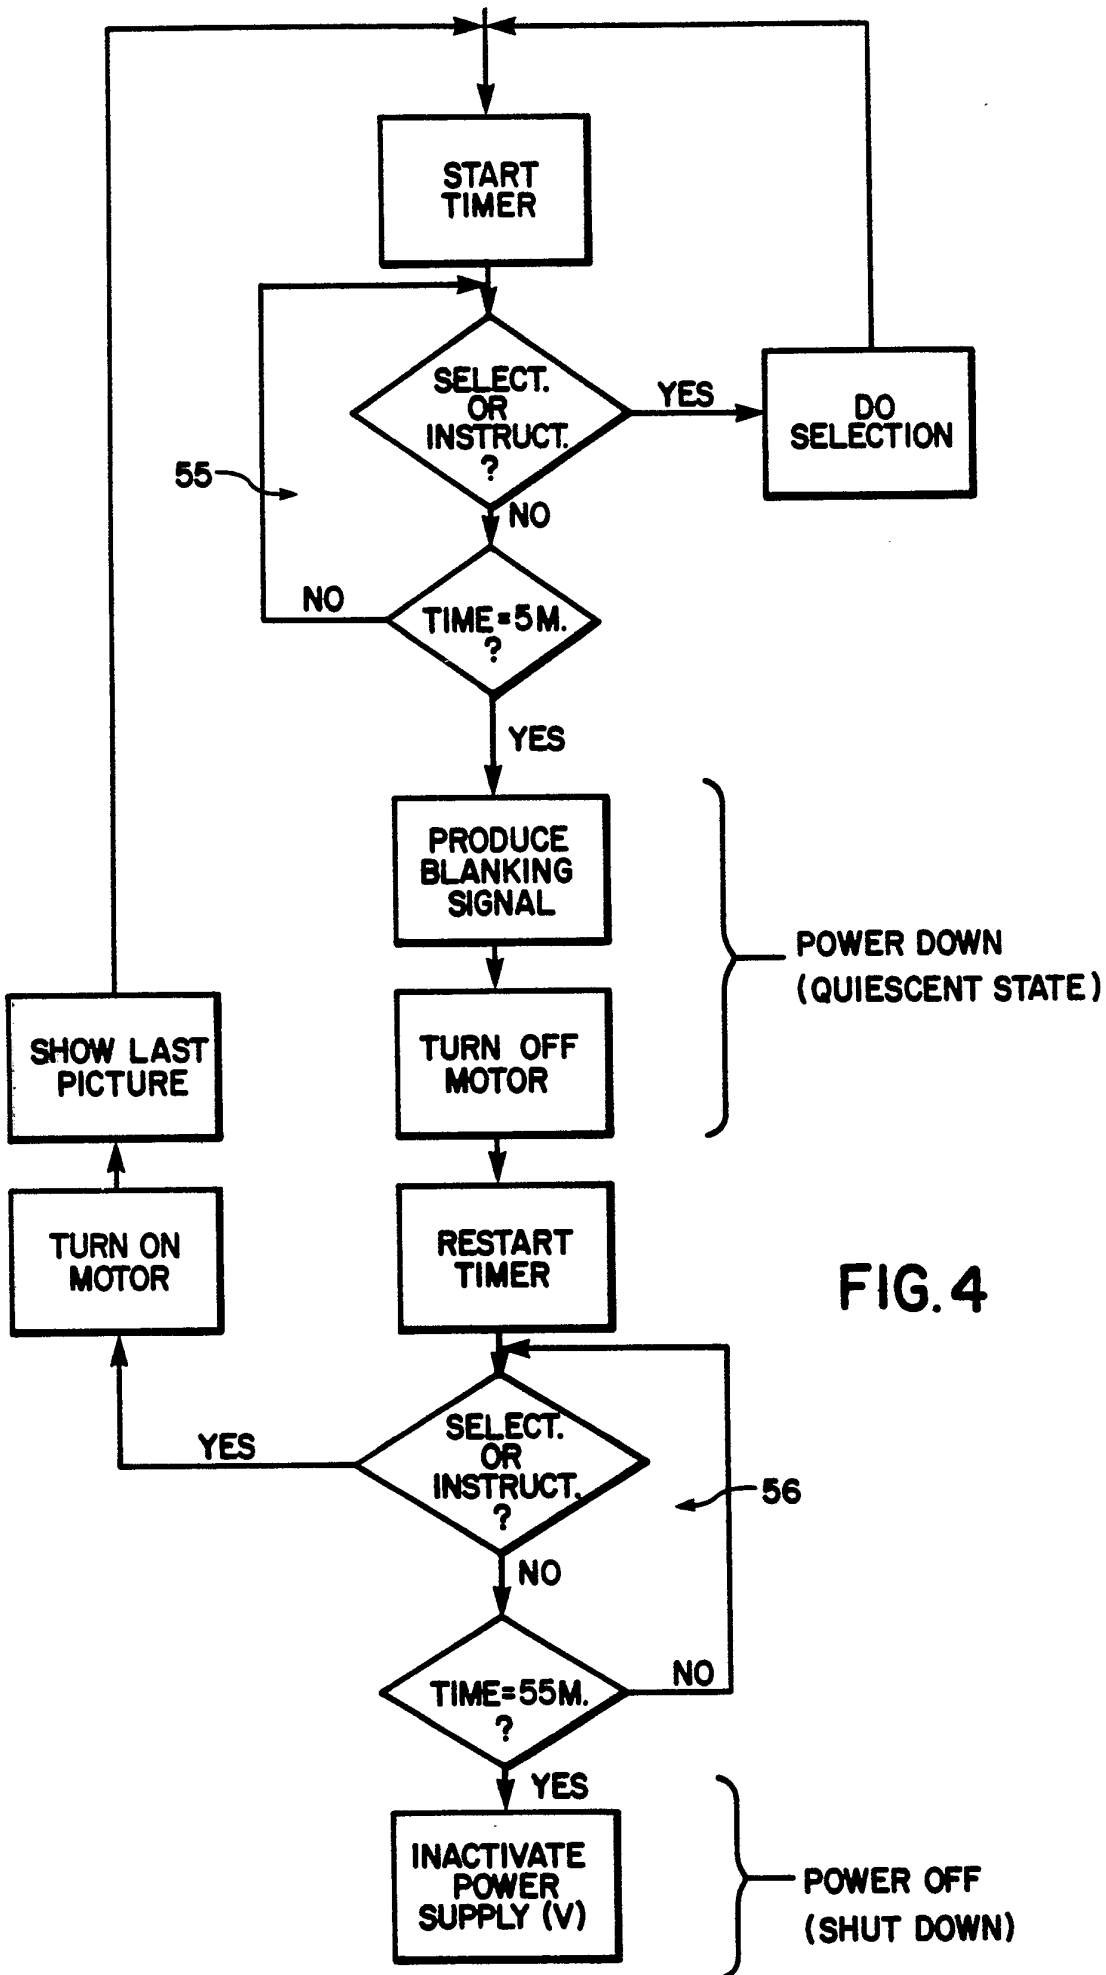 START
TIMER
SELECT.
OR
INSTRUCT.
?
YES
DO
SELECTION
55
NO
NO
TIME=5M.
?
YES
PRODUCE
BLANKING
SIGNAL
POWER DOWN
(QUIESCENT STATE)
TURN OFF
MOTOR
SHOW LAST
PICTURE
TURN ON
MOTOR
RESTART
TIMER
FIG. 4
SELECT.
OR
INSTRUCT.
?
YES
56
NO
TIME=55M.
?
NO
YES
INACTIVATE
POWER
SUPPLY (V)
POWER OFF
(SHUT DOWN)